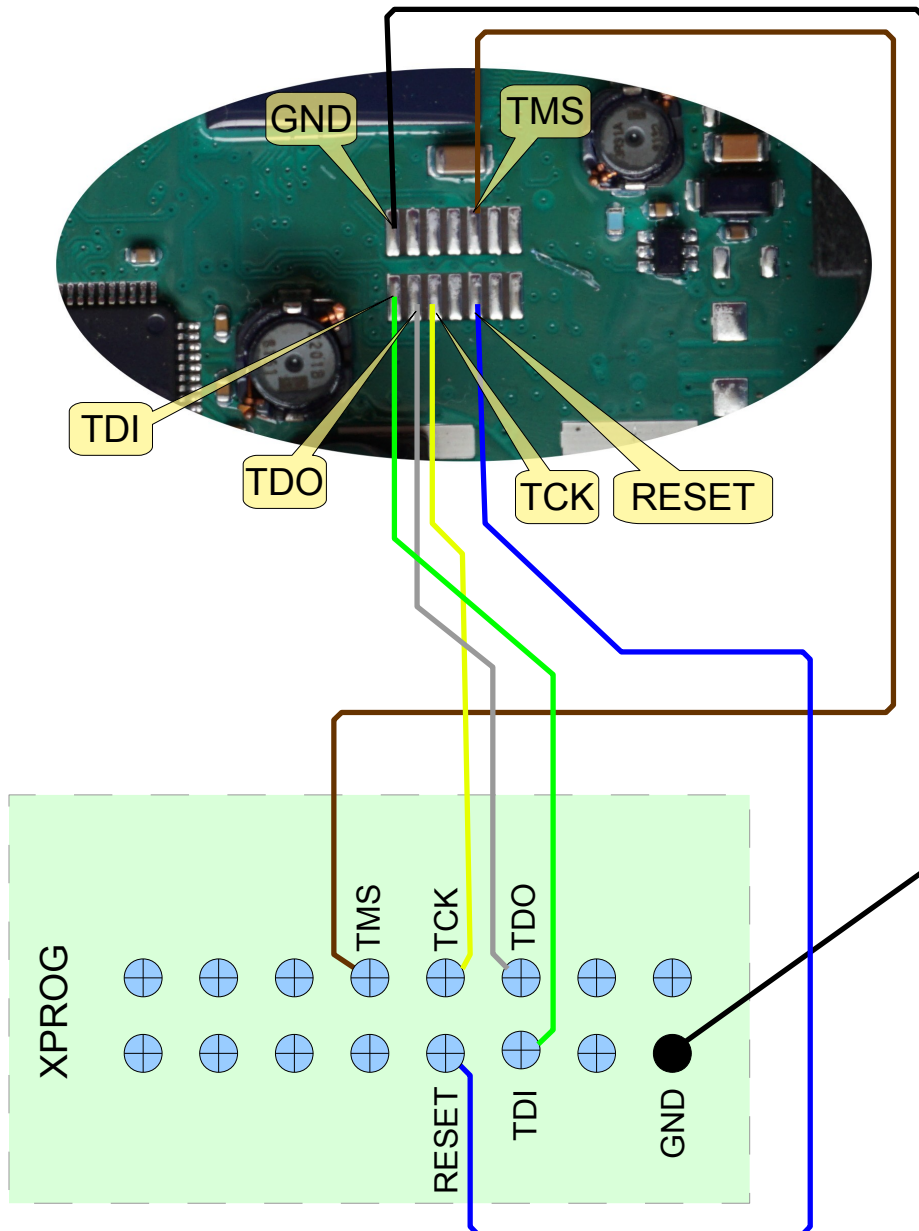 GND
TMS
TDI
TDO
TCK
RESET
XPROG
TMS
TCK
TDO
RESET
TDI
GND